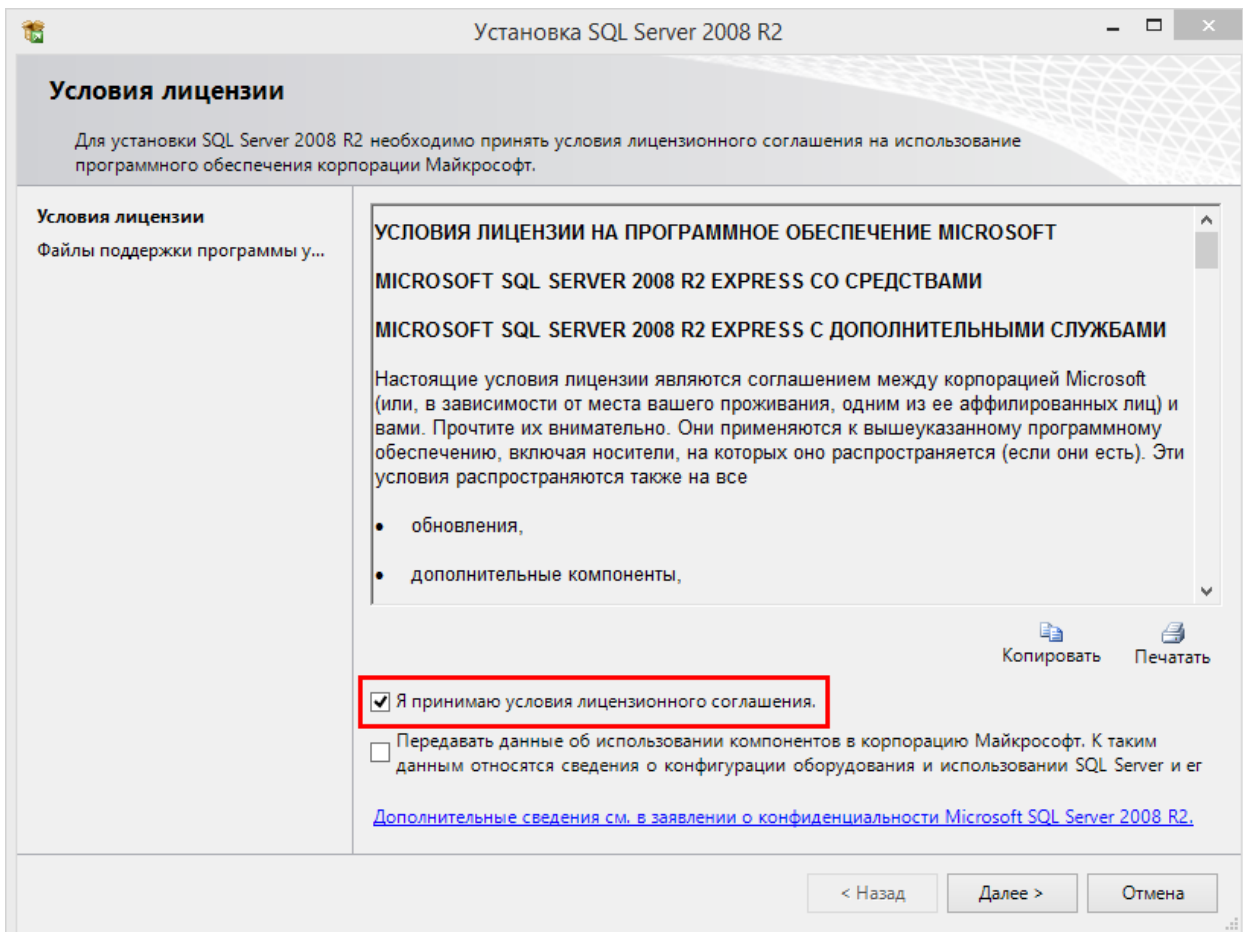 Установка SQL Server 2008 R2
Условия лицензии
Для установки SQL Server 2008 R2 необходимо принять условия лицензионного соглашения на использование
программного обеспечения корпорации Майкрософт.
Условия лицензии
Файлы поддержки программы у...
УСЛОВИЯ ЛИЦЕНЗИИ НА ПРОГРАММНОЕ ОБЕСПЕЧЕНИЕ MICROSOFT
MICROSOFT SQL SERVER 2008 R2 EXPRESS СО СРЕДСТВАМИ
MICROSOFT SQL SERVER 2008 R2 EXPRESS С ДОПОЛНИТЕЛЬНЫМИ СЛУЖБАМИ
Настоящие условия лицензии являются соглашением между корпорацией Microsoft
(или, в зависимости от места вашего проживания, одним из ее аффилированных лиц) и
вами. Прочтите их внимательно. Они применяются к вышеуказанному программному
обеспечению, включая носители, на которых оно распространяется (если они есть). Эти
условия распространяются также на все
• обновления,
• дополнительные компоненты,
Копировать Печатать
Я принимаю условия лицензионного соглашения.
Передавать данные об использовании компонентов в корпорацию Майкрософт. К таким
данным относятся сведения о конфигурации оборудования и использовании SQL Server и ег
Дополнительные сведения см. в заявлении о конфиденциальности Microsoft SQL Server 2008 R2.
< Назад Далее > Отмена